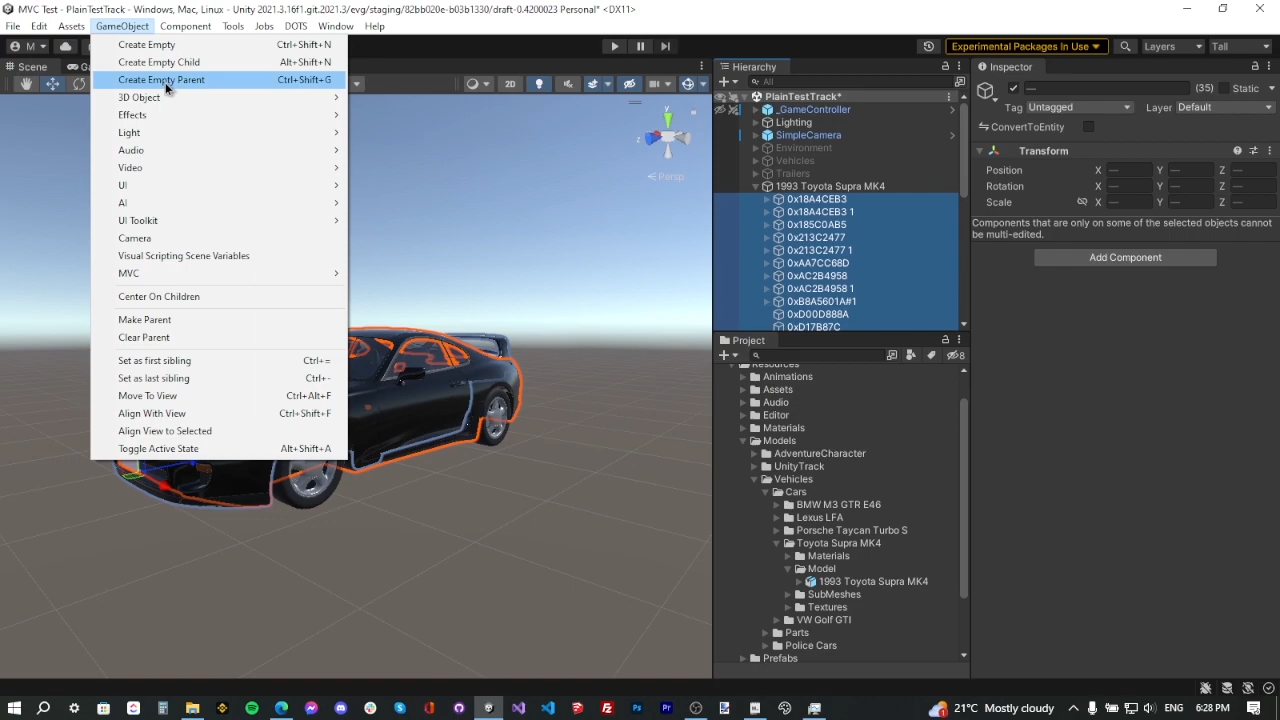 MVC Test - PlainTestTrack - Windows, Mac, Linux - Unity 2021.3.16f1.git.2021.3/evg/staging/82bb020e-b03b1330/draft-0.4200023 Personal* <DX11>
File Edit Assets GameObject Component Jobs Tools DOTS Window Help
M
Experimental Packages In Use
Layers
Tall
Scene
2D
Persp
Create Empty Ctrl+Shift+N
Create Empty Child Alt+Shift+N
Create Empty Parent Ctrl+Shift+G
3D Object
Effects
Light
Audio
Video
UI
AI
UI Toolkit
Camera
Visual Scripting Scene Variables
MVC
Center On Children
Make Parent
Clear Parent
Set as first sibling Ctrl+=
Set as last sibling Ctrl+-
Move To View Ctrl+Alt+F
Align With View Ctrl+Shift+F
Align View to Selected
Toggle Active State Alt+Shift+A
y
z
Hierarchy
All
PlainTestTrack*
_GameController
Lighting
SimpleCamera
Environment
Vehicles
Trailers
1993 Toyota Supra MK4
0x18A4CEB3
0x18A4CEB3 1
0x185C0AB5
0x213C2477
0x213C2477 1
0xAA7CC68D
0xAC2B4958
0xAC2B4958 1
0xB8A5601A#1
0xD00D888A
0xD17B87C
Project
8
Resources
Animations
Assets
Audio
Editor
Materials
Models
AdventureCharacter
UnityTrack
Vehicles
Cars
BMW M3 GTR E46
Lexus LFA
Porsche Taycan Turbo S
Toyota Supra MK4
Materials
Model
1993 Toyota Supra MK4
SubMeshes
Textures
VW Golf GTI
Parts
Police Cars
Prefabs
Inspector
— (35) Static
Tag Untagged Layer Default
ConvertToEntity
Transform
Position X — Y — Z —
Rotation X — Y — Z —
Scale X — Y — Z —
Components that are only on some of the selected objects cannot
be multi-edited.
Add Component
21°C Mostly cloudy
ENG
6:28 PM